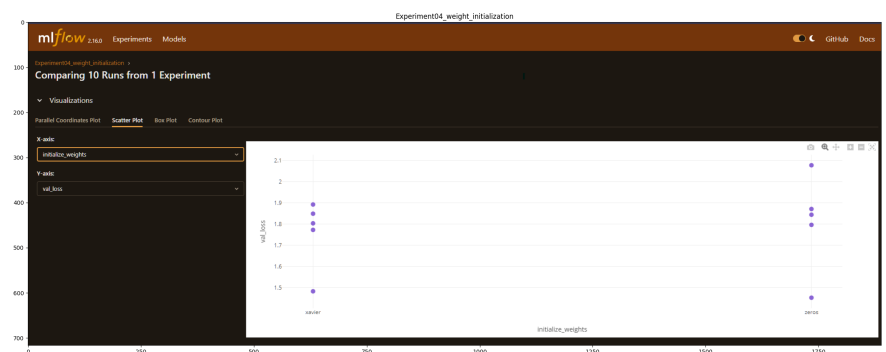 Experiment04_weight_initialization
0
100
200
300
400
500
600
700
mlflow 2.16.0 Experiments Models GitHub Docs
Experiment04_weight_initialization ›
Comparing 10 Runs from 1 Experiment
Visualizations
Parallel Coordinates Plot Scatter Plot Box Plot Contour Plot
X-axis:
initialize_weights
Y-axis:
val_loss
2.1
2
1.9
1.8
1.7
1.6
1.5
val_loss
xavier zeros
initialize_weights
0 250 500 750 1000 1250 1500 1750